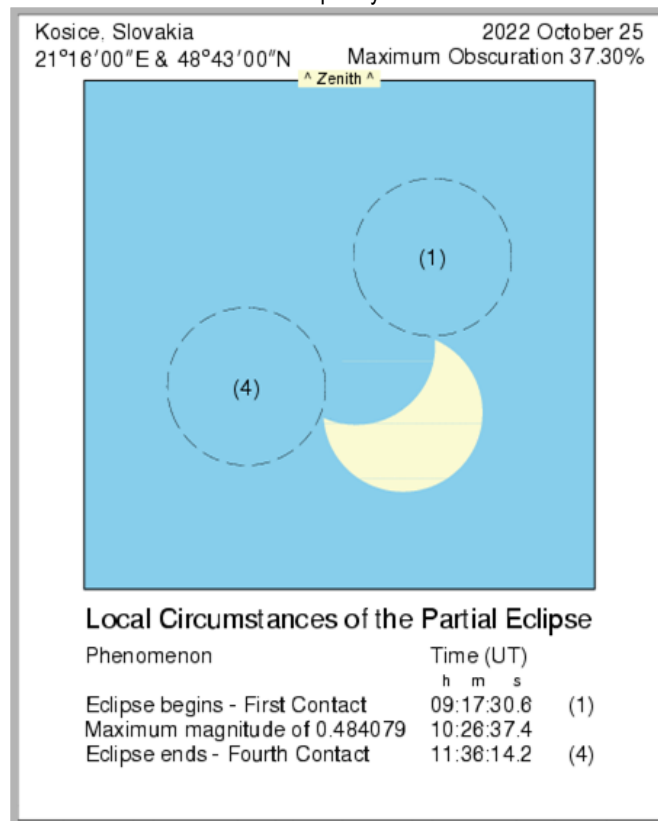 Kosice, Slovakia 2022 October 25
21°16'00"E & 48°43'00"N Maximum Obscuration 37.30%
^ Zenith ^
(1)
(4)
Local Circumstances of the Partial Eclipse
Phenomenon Time (UT)
h m s
Eclipse begins - First Contact 09:17:30.6 (1)
Maximum magnitude of 0.484079 10:26:37.4
Eclipse ends - Fourth Contact 11:36:14.2 (4)